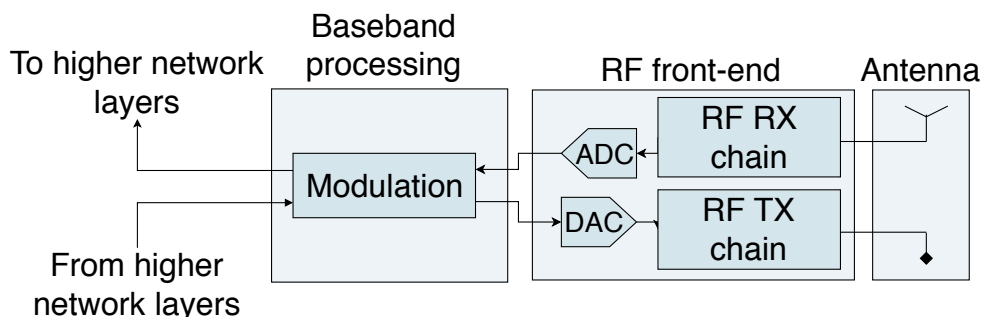 Baseband
processing
To higher network
layers
RF front-end
Antenna
RF RX
chain
ADC
Modulation
DAC
RF TX
chain
From higher
network layers